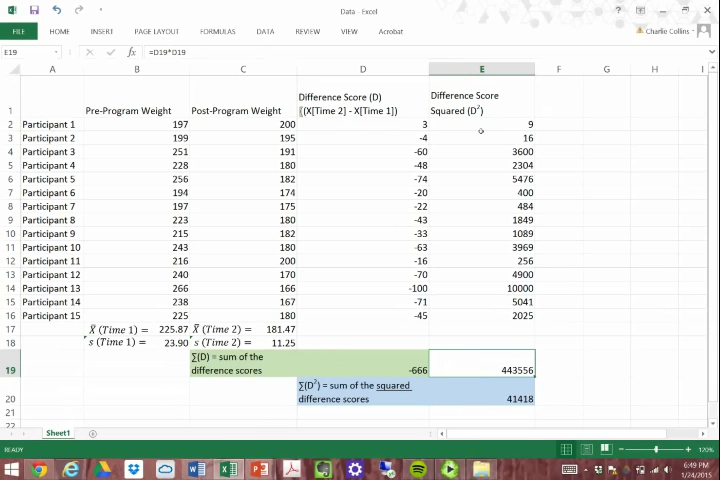 Data - Excel
FILE HOME INSERT PAGE LAYOUT FORMULAS DATA REVIEW VIEW Acrobat Charlie Collins
E19 fx =D19*D19
A B C D E F G H I
1 Pre-Program Weight Post-Program Weight Difference Score (D) [(X[Time 2] - X[Time 1]) Difference Score Squared (D²)
2 Participant 1 197 200 3 9
3 Participant 2 199 195 -4 16
4 Participant 3 251 191 -60 3600
5 Participant 4 228 180 -48 2304
6 Participant 5 256 182 -74 5476
7 Participant 6 194 174 -20 400
8 Participant 7 197 175 -22 484
9 Participant 8 223 180 -43 1849
10 Participant 9 215 182 -33 1089
11 Participant 10 243 180 -63 3969
12 Participant 11 216 200 -16 256
13 Participant 12 240 170 -70 4900
14 Participant 13 266 166 -100 10000
15 Participant 14 238 167 -71 5041
16 Participant 15 225 180 -45 2025
17 X̄ (Time 1) = 225.87 X̄ (Time 2) = 181.47
18 s (Time 1) = 23.90 s (Time 2) = 11.25
19 ∑(D) = sum of the difference scores -666 443556
20 ∑(D²) = sum of the squared difference scores 41418
21
22
Sheet1
READY 120%
6:49 PM
1/24/2015